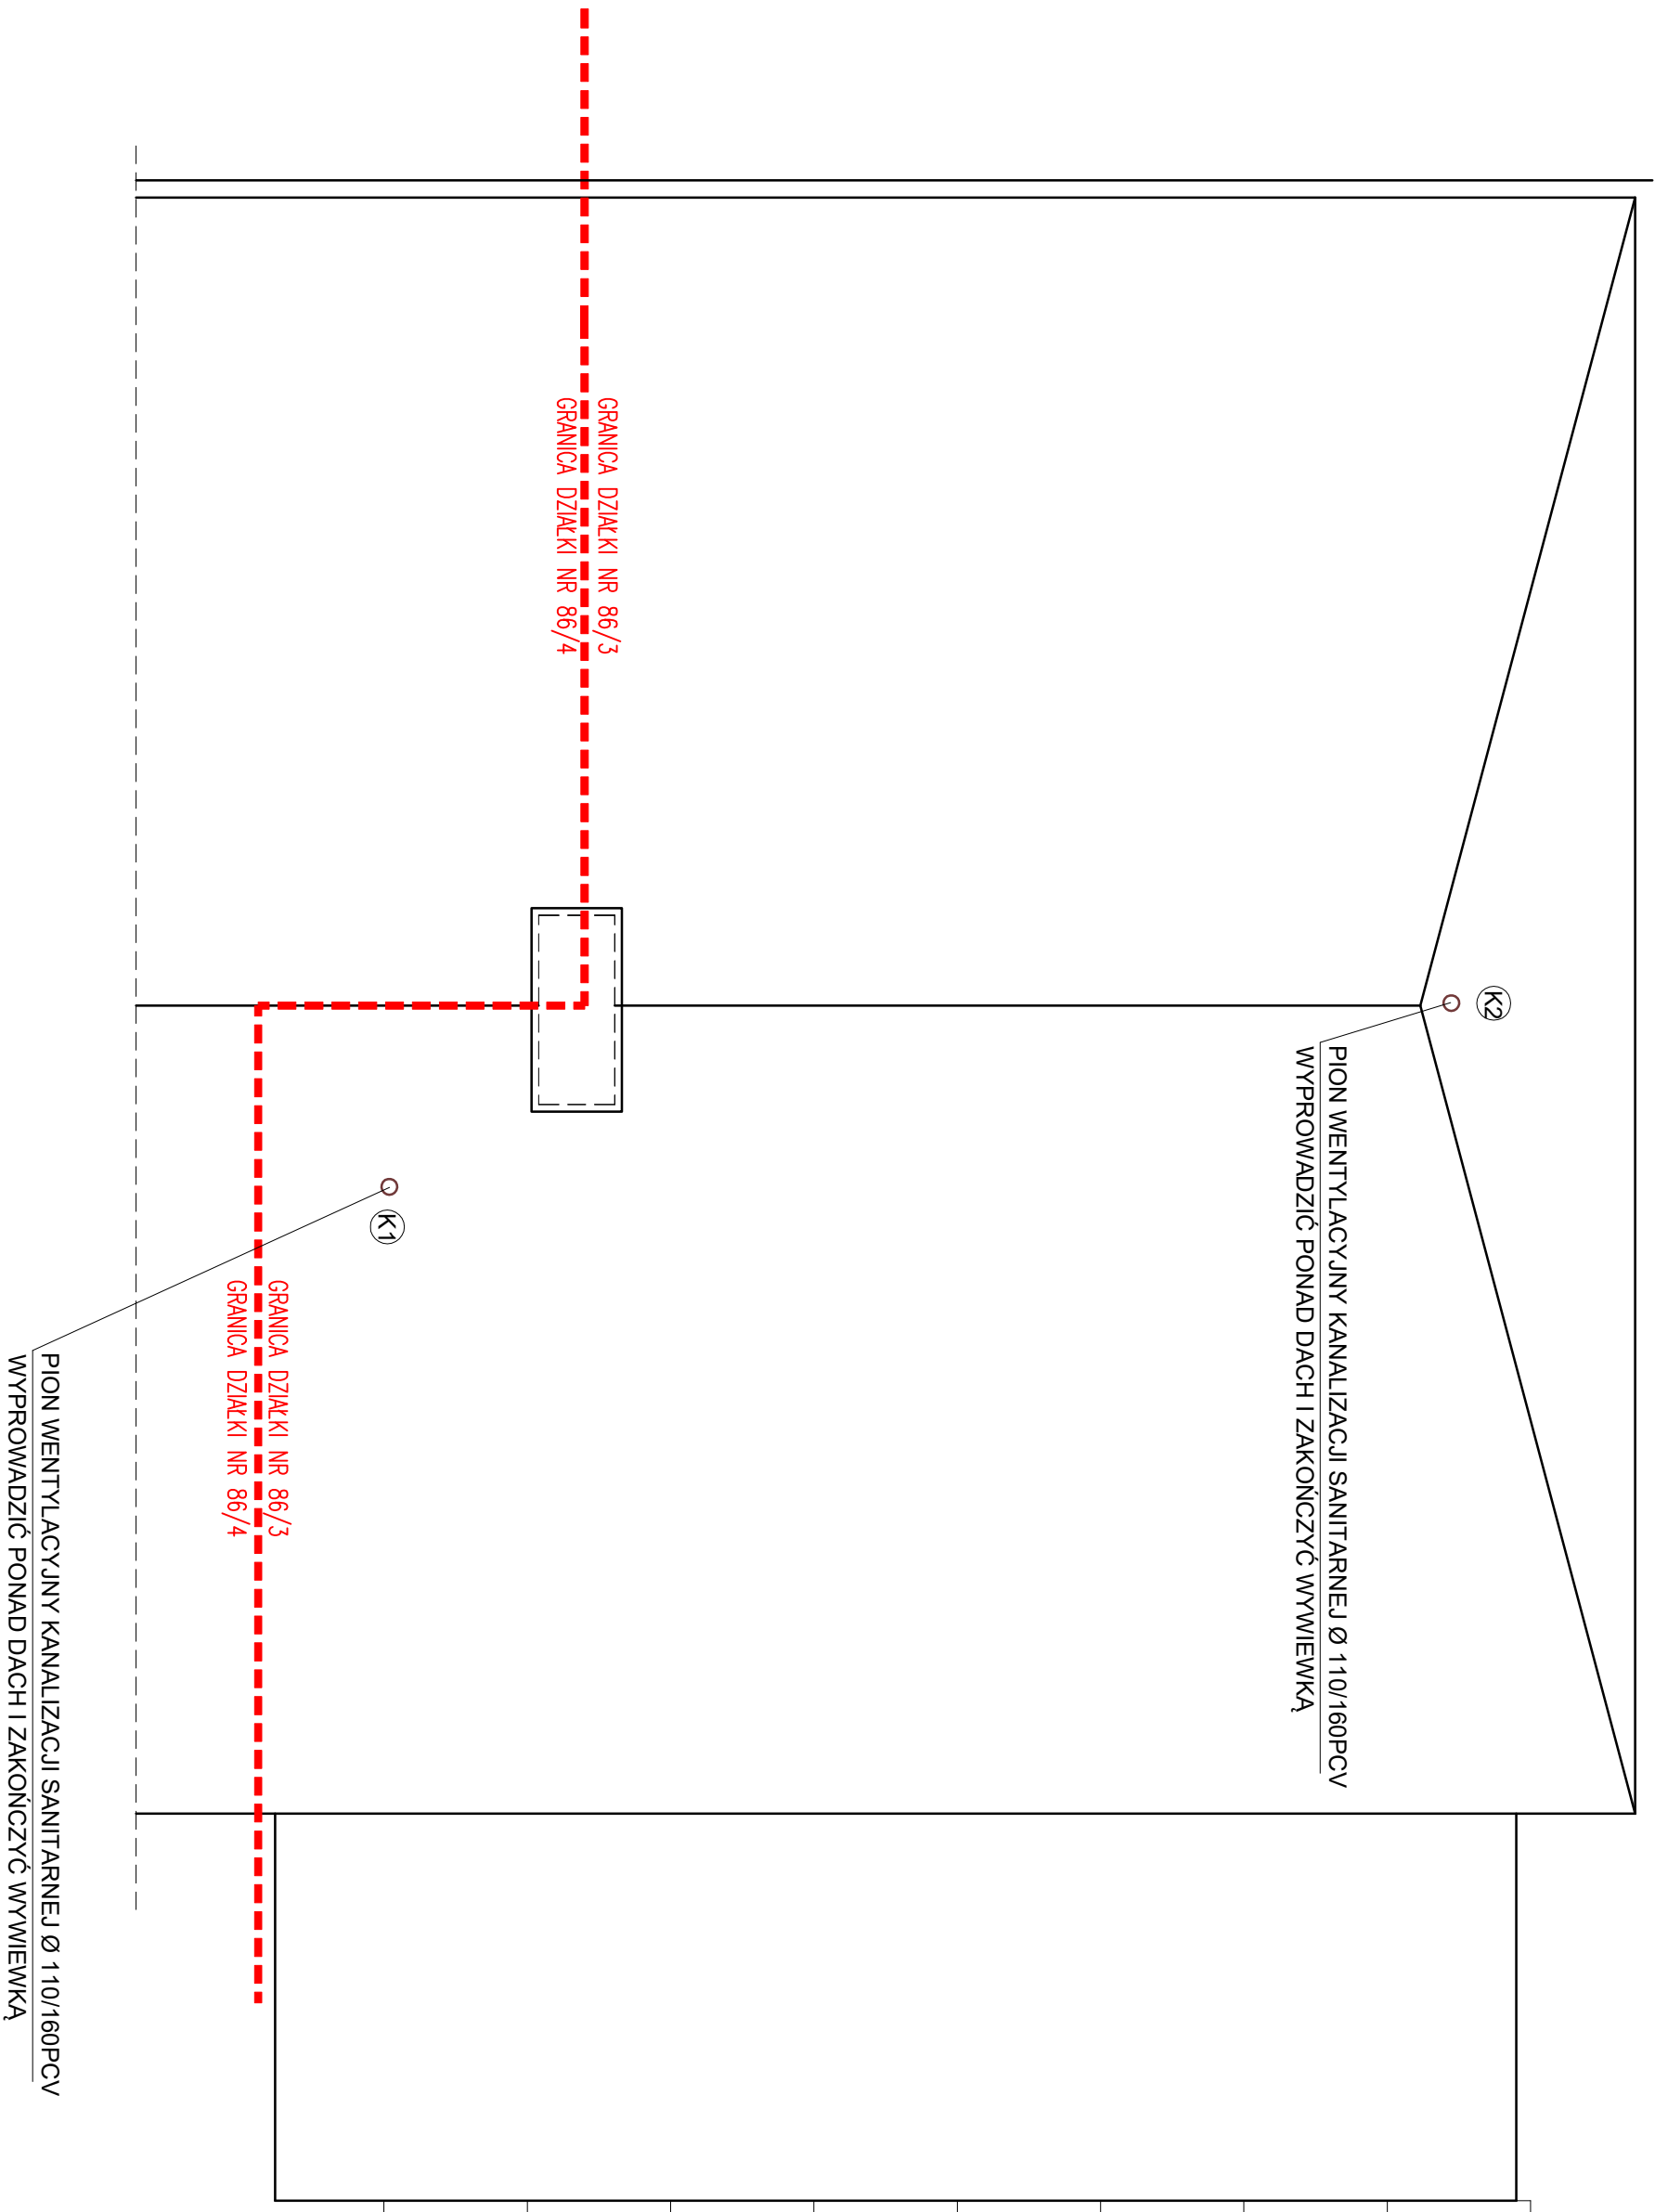 K2
PION WENTYLACYJNY KANALIZACJI SANITARNEJ Ø 110/160PCV
WYPROWADZIĆ PONAD DACH I ZAKOŃCZYĆ WYWIEWKĄ
GRANICA DZIAŁKI NR 86/3
GRANICA DZIAŁKI NR 86/4
K1
GRANICA DZIAŁKI NR 86/3
GRANICA DZIAŁKI NR 86/4
PION WENTYLACYJNY KANALIZACJI SANITARNEJ Ø 110/160PCV
WYPROWADZIĆ PONAD DACH I ZAKOŃCZYĆ WYWIEWKĄ